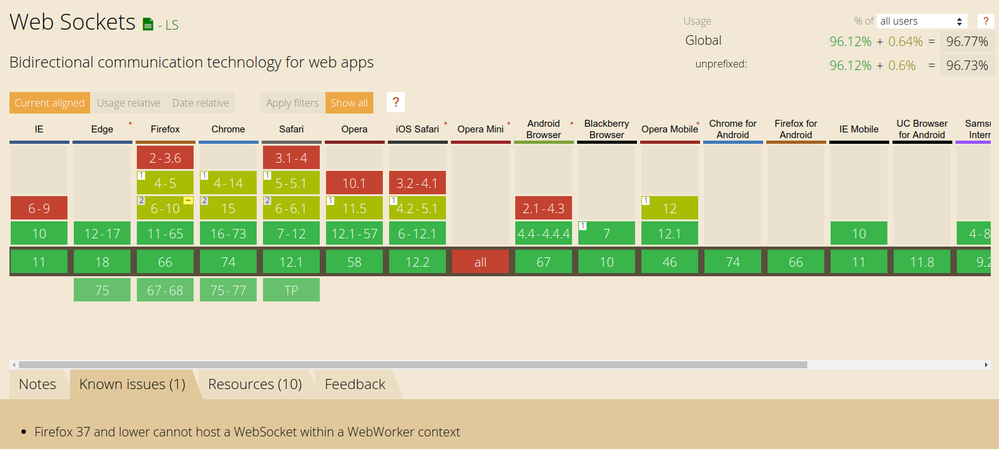 Web Sockets - LS
Usage % of all users ?
Global 96.12% + 0.64% = 96.77%
unprefixed: 96.12% + 0.6% = 96.73%
Bidirectional communication technology for web apps
Current aligned Usage relative Date relative Apply filters Show all ?
IE Edge * Firefox Chrome Safari Opera iOS Safari * Opera Mini * Android Browser * Blackberry Browser Opera Mobile * Chrome for Android Firefox for Android IE Mobile UC Browser for Android Samsu Intern
2-3.6 3.1-4
1 4-5 1 4-14 1 5-5.1 10.1 3.2-4.1
6-9 2 6-10 2 15 2 6-6.1 1 11.5 1 4.2-5.1 2.1-4.3 1 12
10 12-17 11-65 16-73 7-12 12.1-57 6-12.1 4.4-4.4.4 1 7 12.1 10 4-8
11 18 66 74 12.1 58 12.2 all 67 10 46 74 66 11 11.8 9.2
75 67-68 75-77 TP
Notes Known issues (1) Resources (10) Feedback
• Firefox 37 and lower cannot host a WebSocket within a WebWorker context